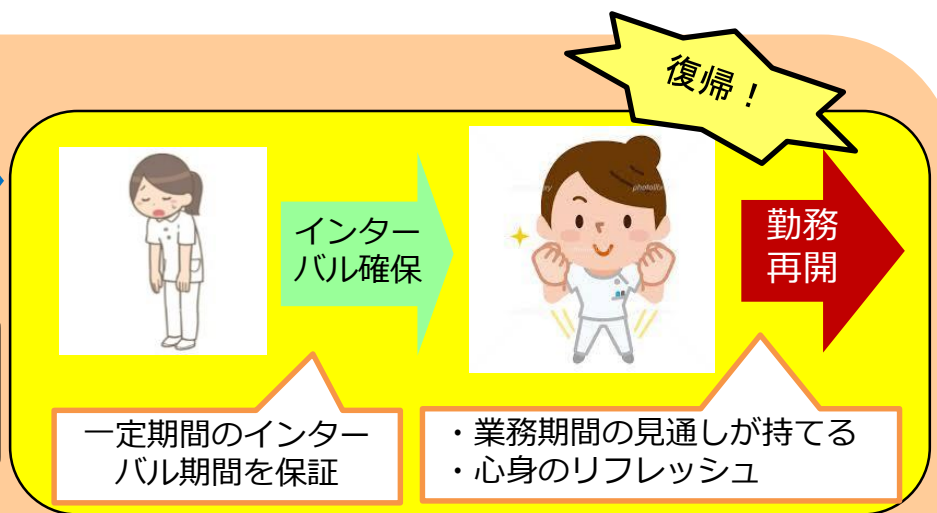 復帰！
インター
バル確保
勤務
再開
一定期間のインター
バル期間を保証
・業務期間の見通しが持てる
・心身のリフレッシュ